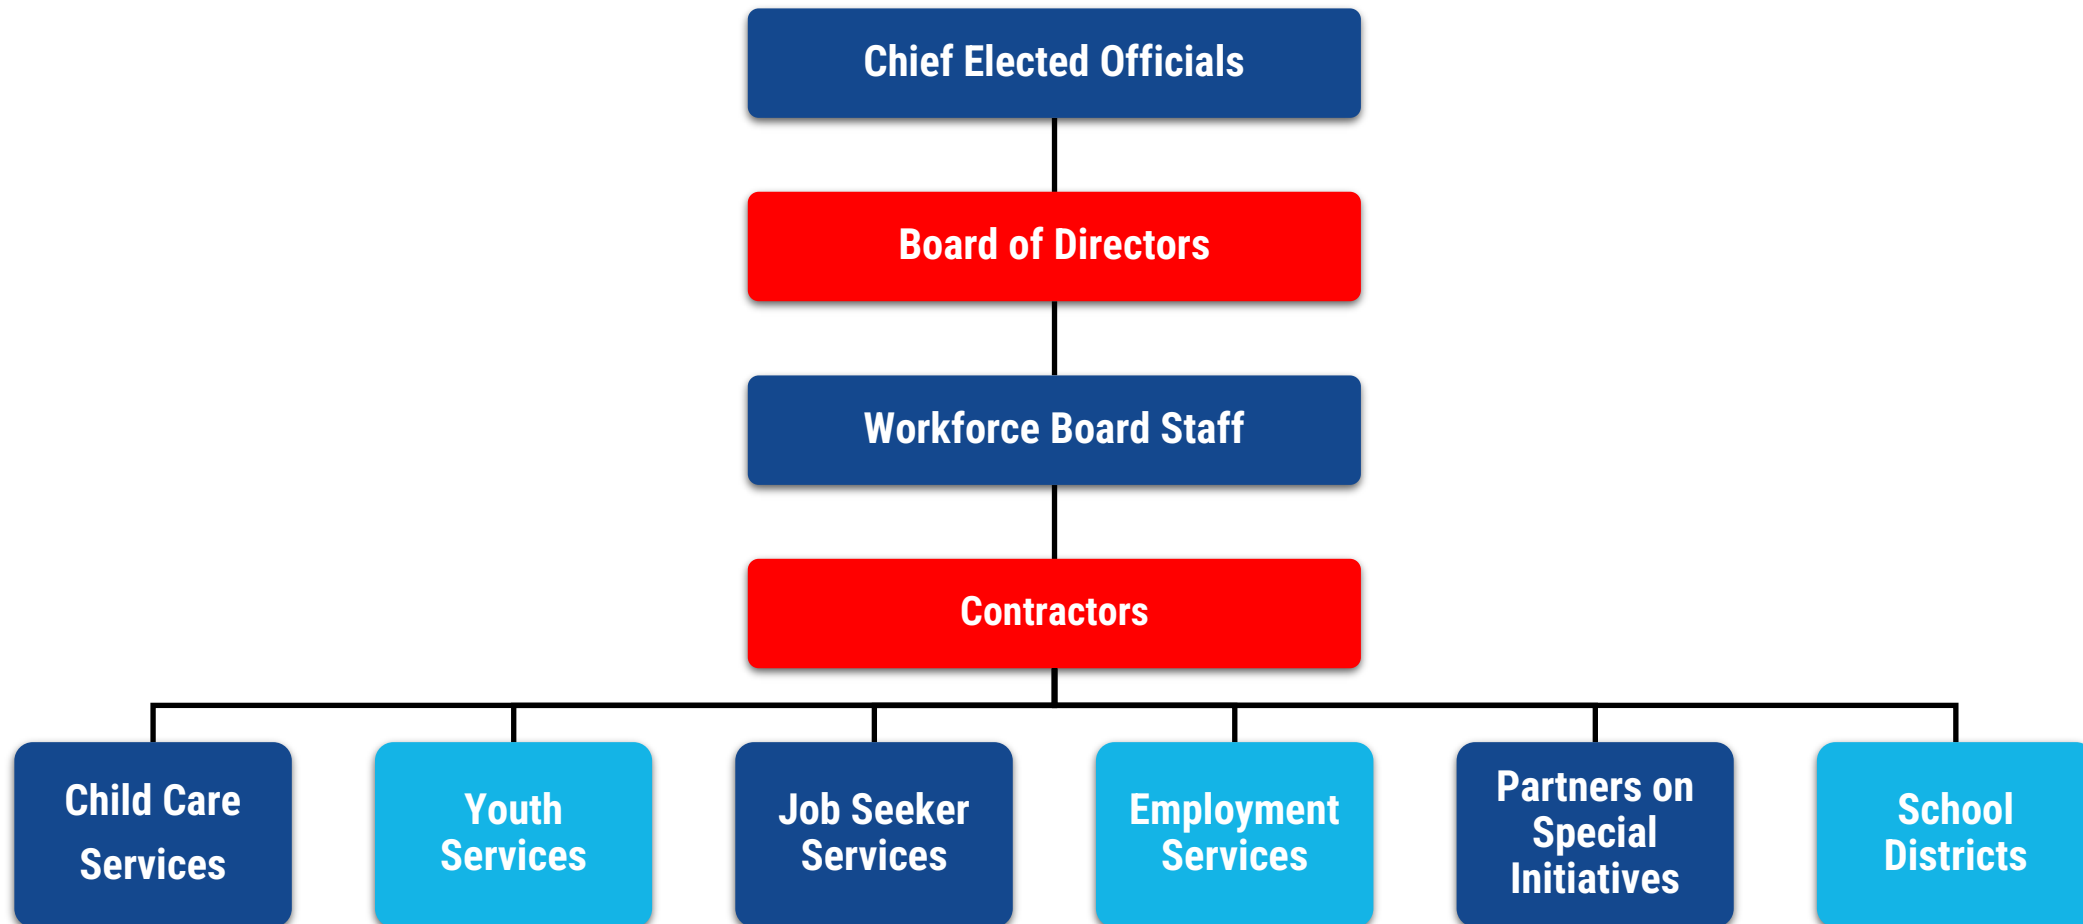 Chief Elected Officials
Board of Directors
Workforce Board Staff
Contractors
Child Care
Services
Youth
Services
Job Seeker
Services
Employment
Services
Partners on
Special
Initiatives
School
Districts